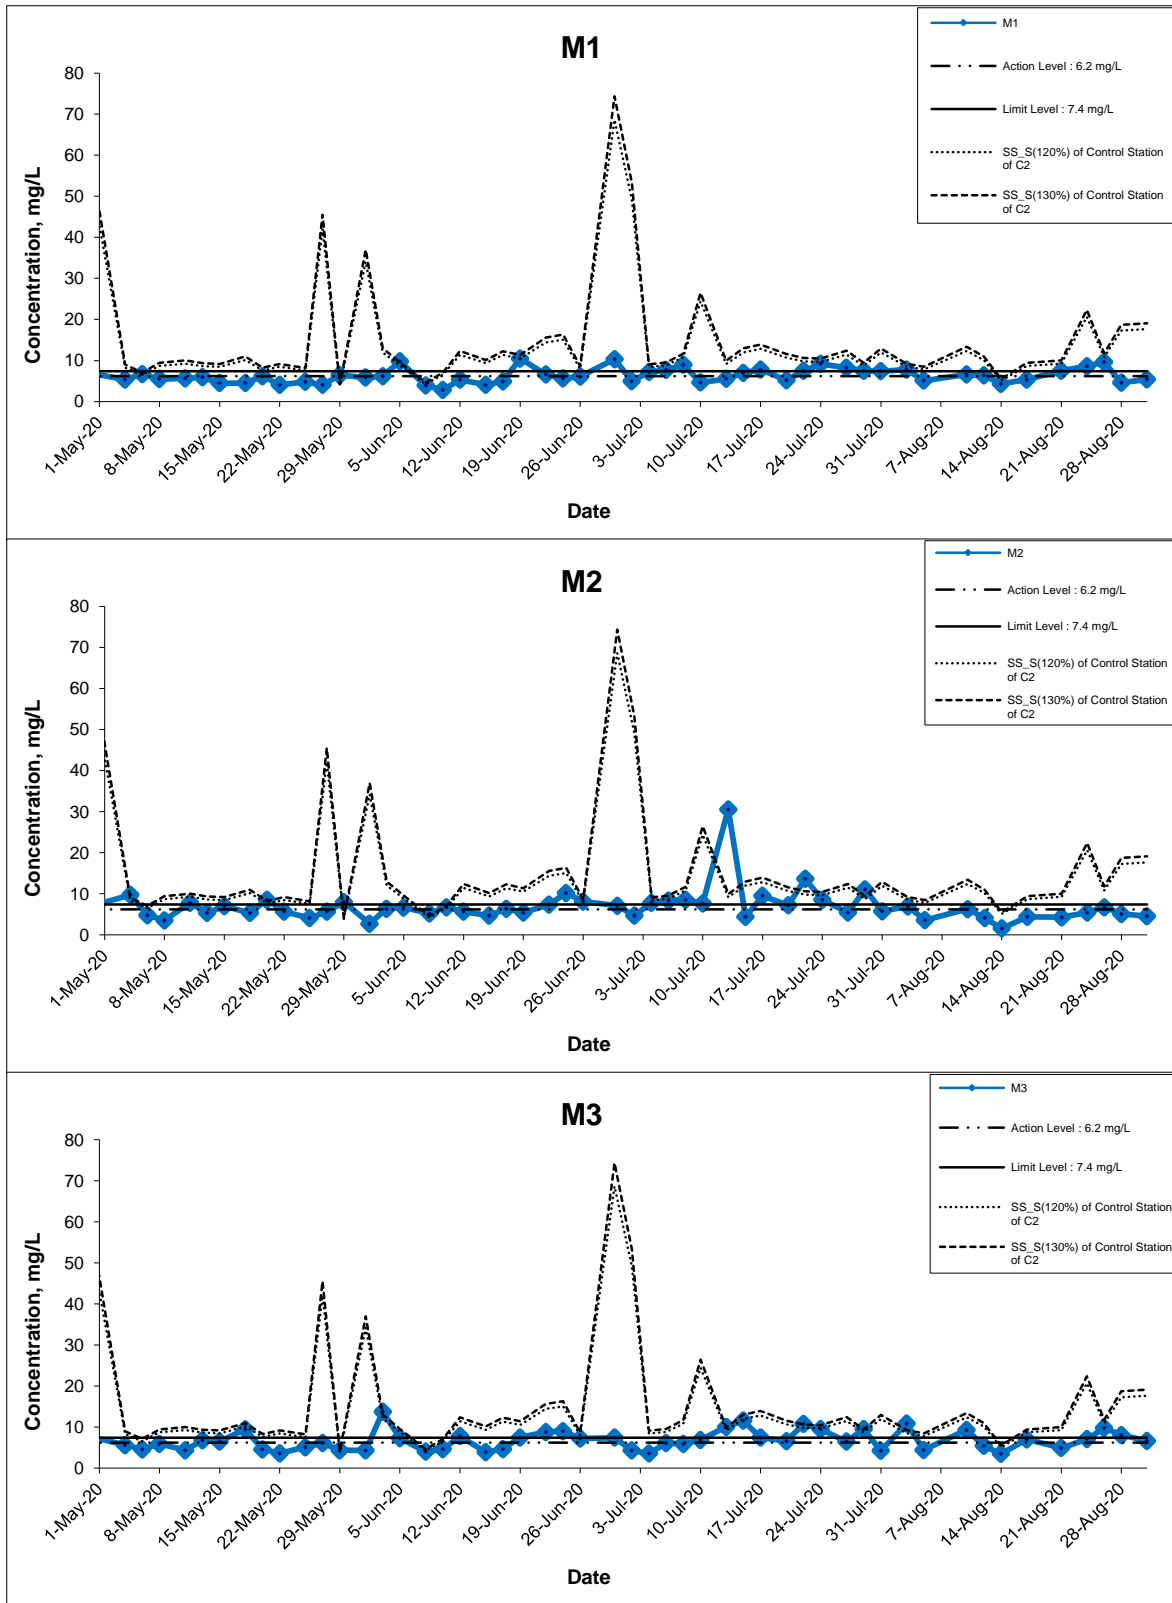 M1
M1
Action Level : 6.2 mg/L
Limit Level : 7.4 mg/L
SS_S(120%) of Control Station
of C2
SS_S(130%) of Control Station
of C2
Concentration, mg/L
80
70
60
50
40
30
20
10
0
1-May-20
8-May-20
15-May-20
22-May-20
29-May-20
5-Jun-20
12-Jun-20
19-Jun-20
26-Jun-20
3-Jul-20
10-Jul-20
17-Jul-20
24-Jul-20
31-Jul-20
7-Aug-20
14-Aug-20
21-Aug-20
28-Aug-20
Date
M2
M2
Action Level : 6.2 mg/L
Limit Level : 7.4 mg/L
SS_S(120%) of Control Station
of C2
SS_S(130%) of Control Station
of C2
Concentration, mg/L
80
70
60
50
40
30
20
10
0
1-May-20
8-May-20
15-May-20
22-May-20
29-May-20
5-Jun-20
12-Jun-20
19-Jun-20
26-Jun-20
3-Jul-20
10-Jul-20
17-Jul-20
24-Jul-20
31-Jul-20
7-Aug-20
14-Aug-20
21-Aug-20
28-Aug-20
Date
M3
M3
Action Level : 6.2 mg/L
Limit Level : 7.4 mg/L
SS_S(120%) of Control Station
of C2
SS_S(130%) of Control Station
of C2
Concentration, mg/L
80
70
60
50
40
30
20
10
0
1-May-20
8-May-20
15-May-20
22-May-20
29-May-20
5-Jun-20
12-Jun-20
19-Jun-20
26-Jun-20
3-Jul-20
10-Jul-20
17-Jul-20
24-Jul-20
31-Jul-20
7-Aug-20
14-Aug-20
21-Aug-20
28-Aug-20
Date